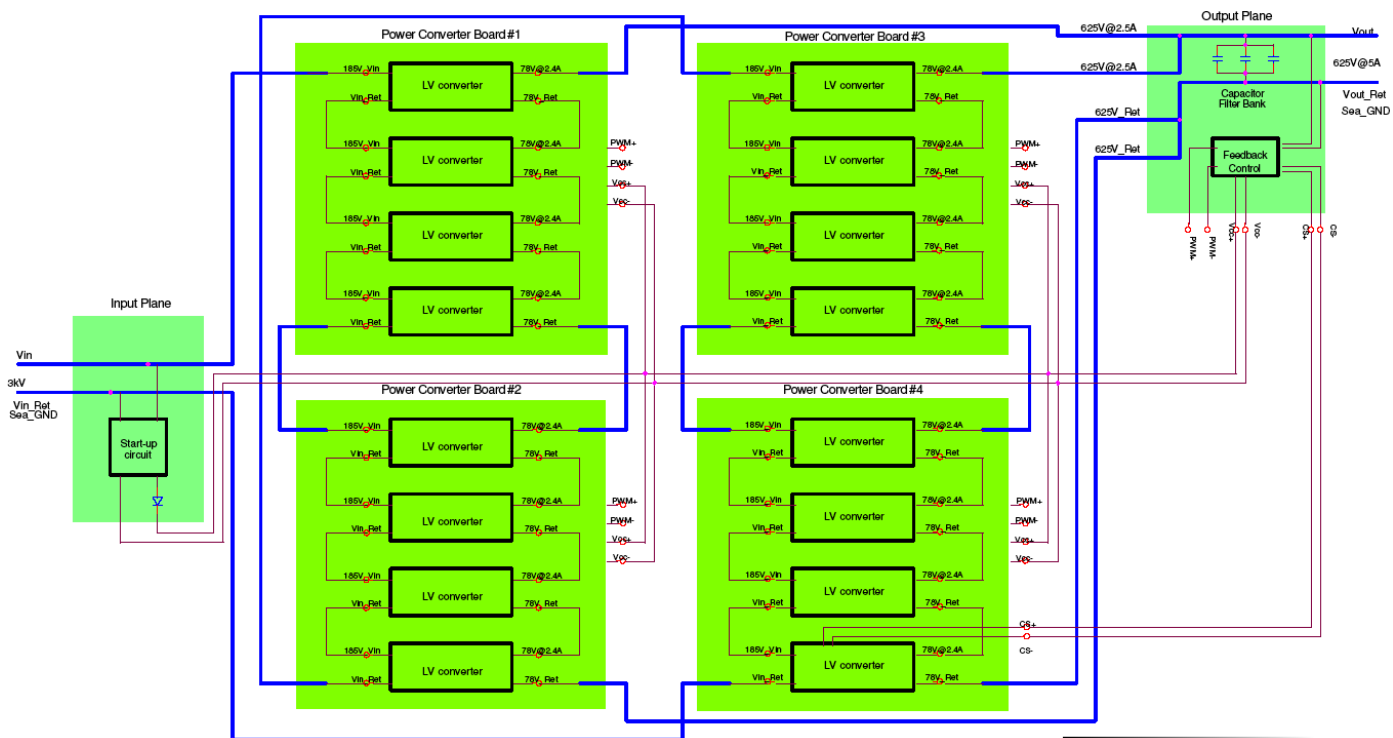 Output Plane
Power Converter Board #1
Power Converter Board #3
625V@2.5A
Vout
625V@2.5A
625V@5A
Capacitor
Filter Bank
Vout_Ret
Sea_GND
625V_Ret
625V_Ret
Feedback
Control
PWM+
PWM-
Vcc+
Vcc-
CS+
CS-
185V_Vin
LV converter
78V@2.4A
Vin_Ret
78V_Ret
185V_Vin
LV converter
78V@2.4A
Vin_Ret
78V_Ret
185V_Vin
LV converter
78V@2.4A
Vin_Ret
78V_Ret
185V_Vin
LV converter
78V@2.4A
Vin_Ret
78V_Ret
PWM+
PWM-
Vcc+
Vcc-
185V_Vin
LV converter
78V@2.4A
Vin_Ret
78V_Ret
185V_Vin
LV converter
78V@2.4A
Vin_Ret
78V_Ret
185V_Vin
LV converter
78V@2.4A
Vin_Ret
78V_Ret
185V_Vin
LV converter
78V@2.4A
Vin_Ret
78V_Ret
PWM+
PWM-
Vcc+
Vcc-
Input Plane
Vin
3kV
Vin_Ret
Sea_GND
Start-up
circuit
Power Converter Board #2
Power Converter Board #4
185V_Vin
LV converter
78V@2.4A
Vin_Ret
78V_Ret
185V_Vin
LV converter
78V@2.4A
Vin_Ret
78V_Ret
185V_Vin
LV converter
78V@2.4A
Vin_Ret
78V_Ret
185V_Vin
LV converter
78V@2.4A
Vin_Ret
78V_Ret
PWM+
PWM-
Vcc+
Vcc-
185V_Vin
LV converter
78V@2.4A
Vin_Ret
78V_Ret
185V_Vin
LV converter
78V@2.4A
Vin_Ret
78V_Ret
185V_Vin
LV converter
78V@2.4A
Vin_Ret
78V_Ret
185V_Vin
LV converter
78V@2.4A
Vin_Ret
78V_Ret
PWM+
PWM-
Vcc+
Vcc-
CS+
CS-